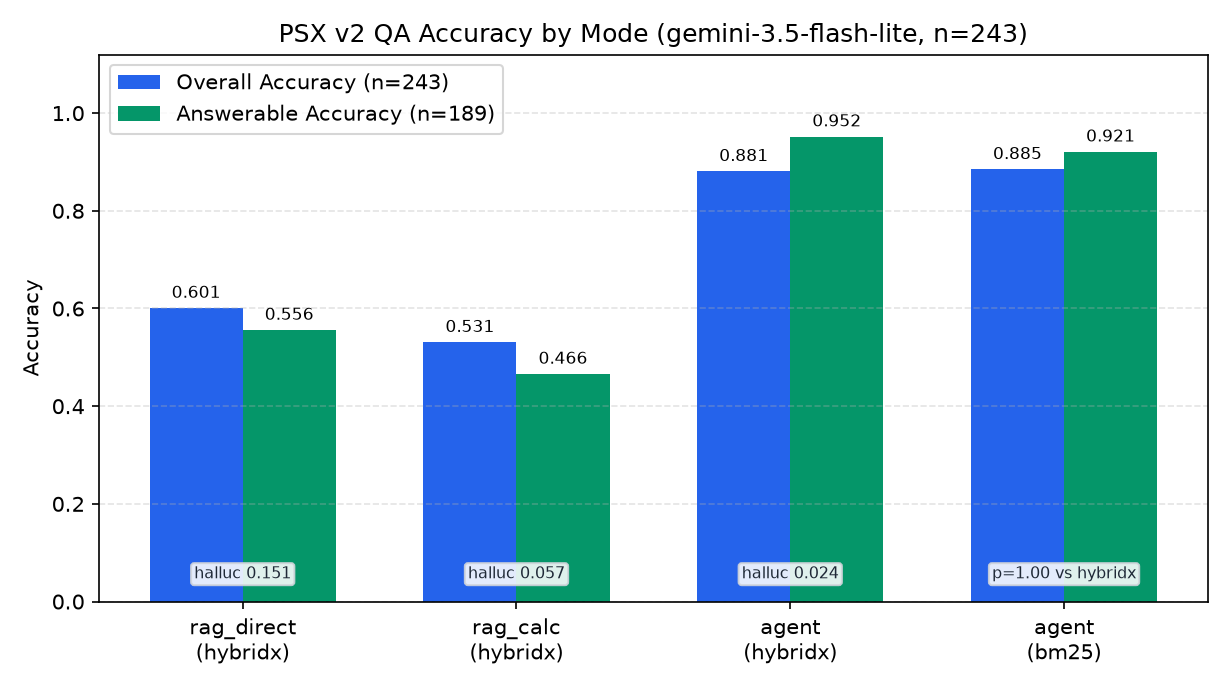 PSX v2 QA Accuracy by Mode (gemini-3.5-flash-lite, n=243)
Overall Accuracy (n=243)
Answerable Accuracy (n=189)
Accuracy
1.0
0.8
0.6
0.4
0.2
0.0
0.601
0.556
0.531
0.466
0.881
0.952
0.885
0.921
halluc 0.151
halluc 0.057
halluc 0.024
p=1.00 vs hybridx
rag_direct
(hybridx)
rag_calc
(hybridx)
agent
(hybridx)
agent
(bm25)